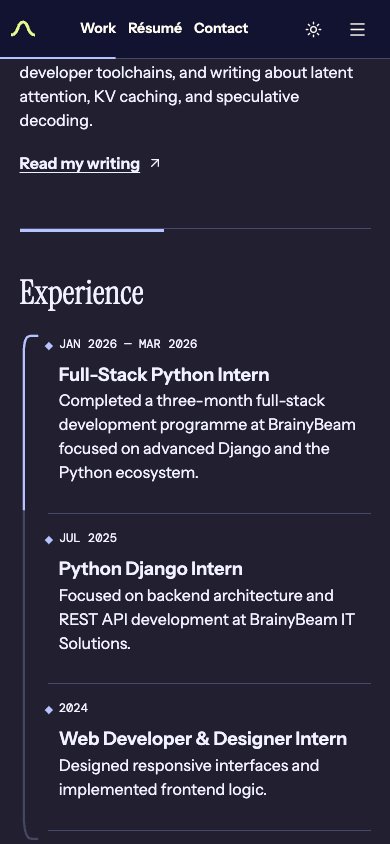 Work Résumé Contact
developer toolchains, and writing about latent
attention, KV caching, and speculative
decoding.
Read my writing ↗
Experience
JAN 2026 — MAR 2026
Full-Stack Python Intern
Completed a three-month full-stack
development programme at BrainyBeam
focused on advanced Django and the
Python ecosystem.
JUL 2025
Python Django Intern
Focused on backend architecture and
REST API development at BrainyBeam IT
Solutions.
2024
Web Developer & Designer Intern
Designed responsive interfaces and
implemented frontend logic.